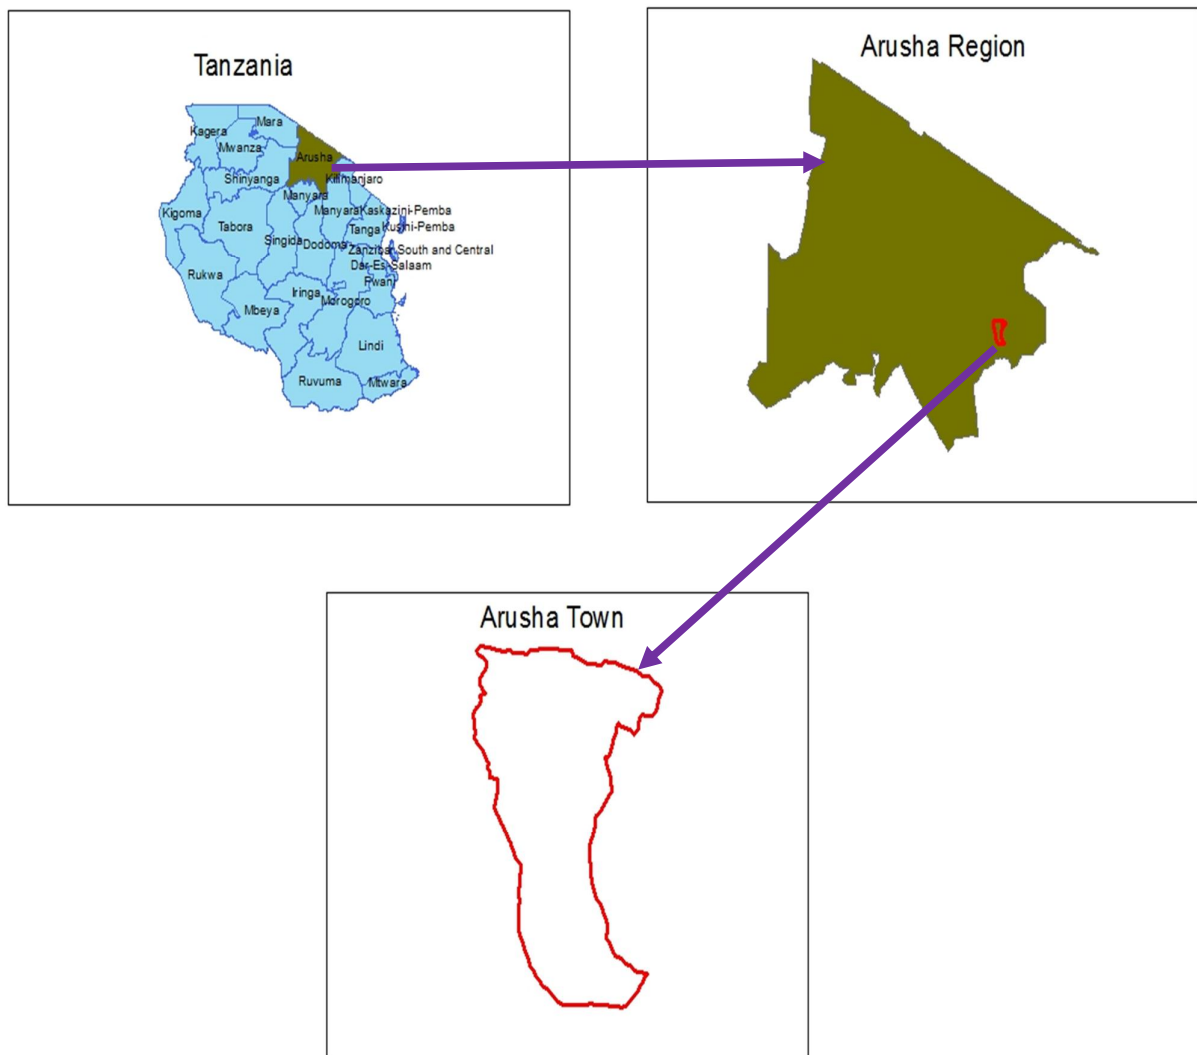 Tanzania
Mara
Kagera
Mwanza
Arusha
Shinyanga
Kilimanjaro
Manyara
Kigoma
Manyara
Kaskazini-Pemba
Tabora
Tanga
Kusini-Pemba
Singida
Dodoma
Zanzibar South and Central
Dar-Es-Salaam
Rukwa
Pwani
Iringa
Morogoro
Mbeya
Lindi
Ruvuma
Mtwara
Arusha Region
Arusha Town